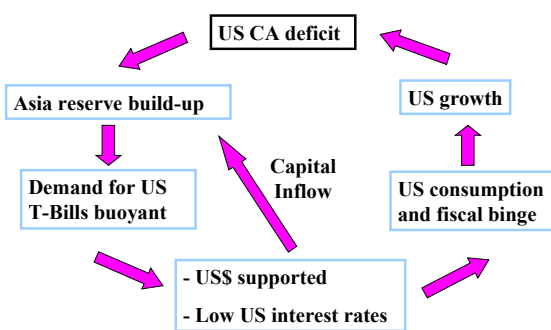 US CA deficit
Asia reserve build-up
US growth
Demand for US
T-Bills buoyant
Capital
Inflow
US consumption
and fiscal binge
- US$ supported
- Low US interest rates